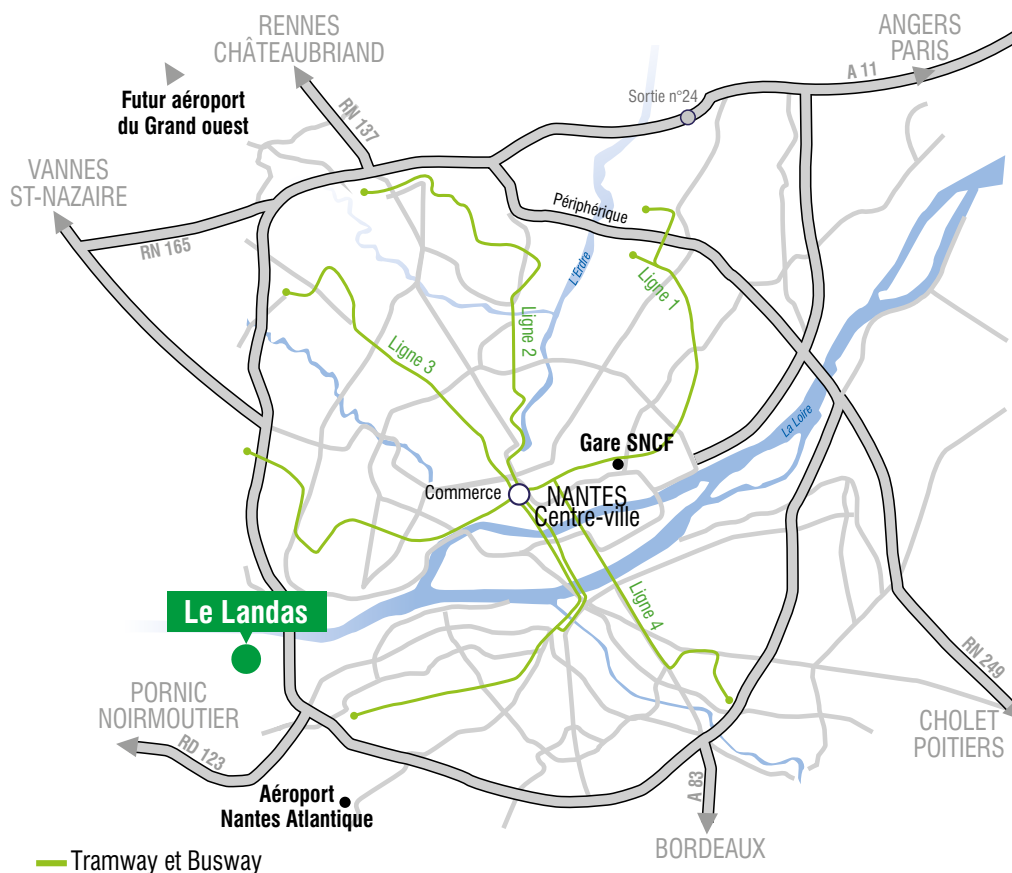 RENNES
CHÂTEAUBRIAND
ANGERS
PARIS
A 11
Sortie n°24
Futur aéroport
du Grand ouest
RN 137
VANNES
ST-NAZAIRE
RN 165
Périphérique
L'Erdre
Ligne 1
Ligne 2
Ligne 3
La Loire
Gare SNCF
Commerce
NANTES
Centre-ville
Ligne 4
Le Landas
RN 249
PORNIC
NOIRMOUTIER
RD 123
CHOLET
POITIERS
A 83
Aéroport
Nantes Atlantique
BORDEAUX
Tramway et Busway